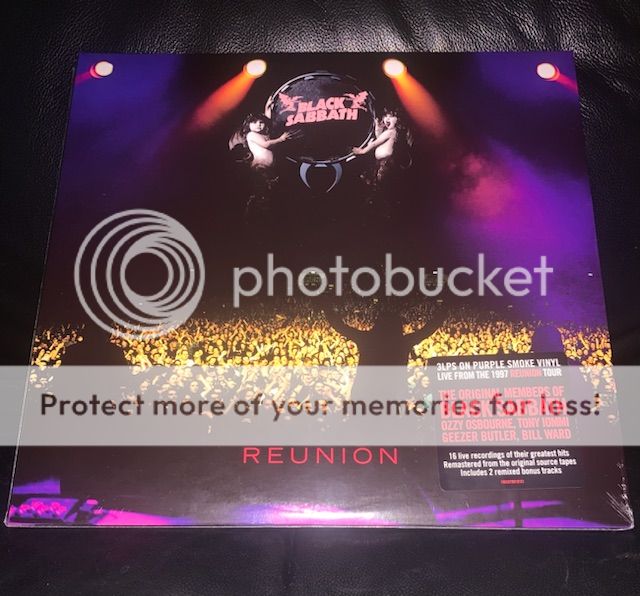 BLACK
SABBATH
photobucket
3LPS ON PURPLE SMOKE VINYL
LIVE FROM THE 1997 REUNION TOUR
THE ORIGINAL MEMBERS OF
Protect more of your memories for less!
OZZY OSBOURNE, TONY IOMMI
GEEZER BUTLER, BILL WARD
REUNION
16 live recordings of their greatest hits
Remastered from the original source tapes
Includes 2 remixed bonus tracks